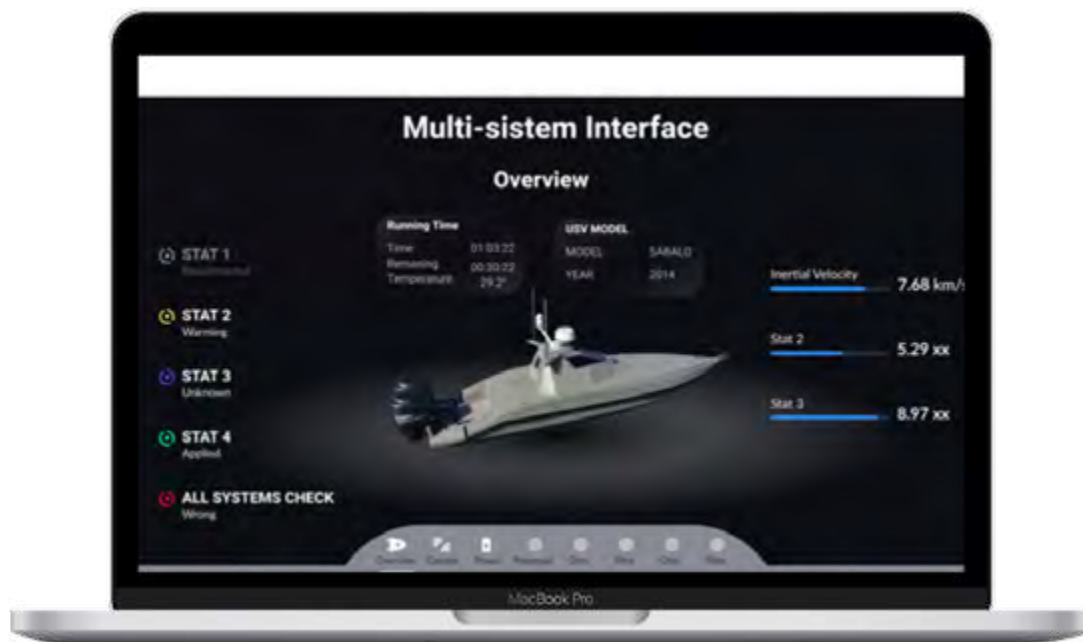 Multi-sistem Interface
Overview
Running Time
Time 01:03:22
Remaining 00:30:22
Temperature 29.2°
USV MODEL
MODEL SABALO
YEAR 2014
STAT 1
STAT 2
Warming
STAT 3
Unknown
STAT 4
Applied
ALL SYSTEMS CHECK
Wrong
Inertial Velocity
7.68 km/s
Stat 2
5.29 xx
Stat 3
8.97 xx
Overview
MacBook Pro